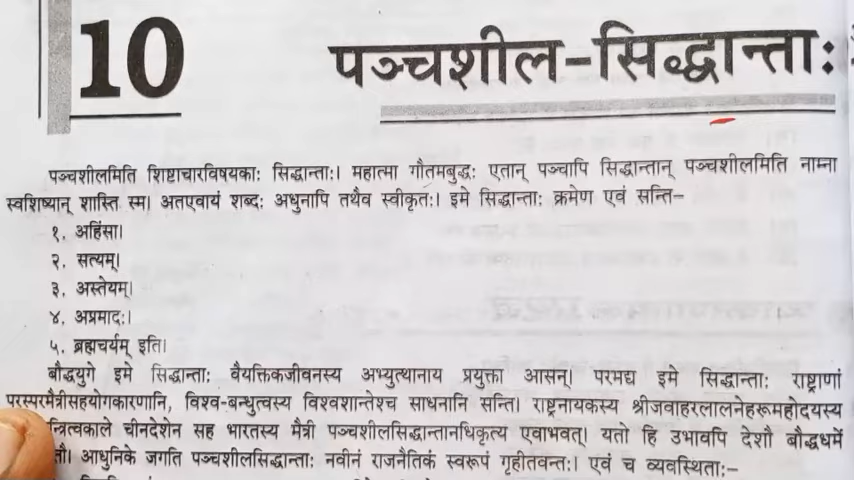 10
पञ्चशील-सिद्धान्ताः
पञ्चशीलमिति शिष्टाचारविषयकाः सिद्धान्ताः। महात्मा गौतमबुद्धः एतान् पञ्चापि सिद्धान्तान् पञ्चशीलमिति नाम्ना
स्वशिष्यान् शास्ति स्म। अतएवायं शब्दः अधुनापि तथैव स्वीकृतः। इमे सिद्धान्ताः क्रमेण एवं सन्ति–
१. अहिंसा।
२. सत्यम्।
३. अस्तेयम्।
४. अप्रमादः।
५. ब्रह्मचर्यम् इति।
बौद्धयुगे इमे सिद्धान्ताः वैयक्तिकजीवनस्य अभ्युत्थानाय प्रयुक्ता आसन्। परमद्य इमे सिद्धान्ताः राष्ट्राणां
परस्परमैत्रीसहयोगकारणानि, विश्व-बन्धुत्वस्य विश्वशान्तेश्च साधनानि सन्ति। राष्ट्रनायकस्य श्रीजवाहरलालनेहरूमहोदयस्य
न्त्रित्वकाले चीनदेशेन सह भारतस्य मैत्री पञ्चशीलसिद्धान्तानधिकृत्य एवाभवत्। यतो हि उभावपि देशौ बौद्धधर्मे
तौ। आधुनिके जगति पञ्चशीलसिद्धान्ताः नवीनं राजनैतिकं स्वरूपं गृहीतवन्तः। एवं च व्यवस्थिताः–